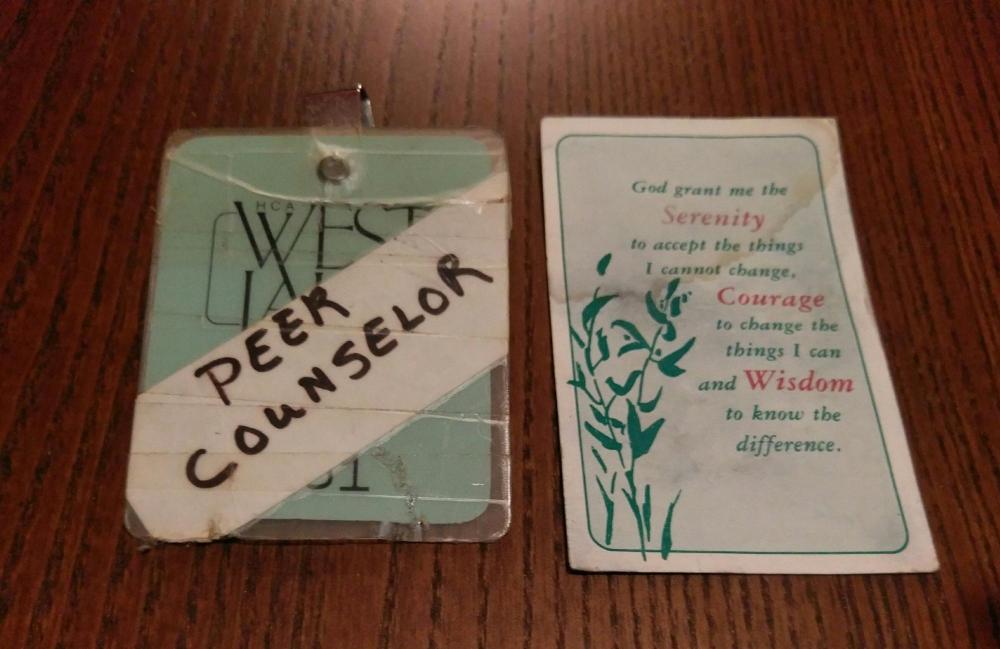 HCA
WEST
PEER
COUNSELOR
God grant me the
Serenity
to accept the things
I cannot change,
Courage
to change the
things I can
and Wisdom
to know the
difference.